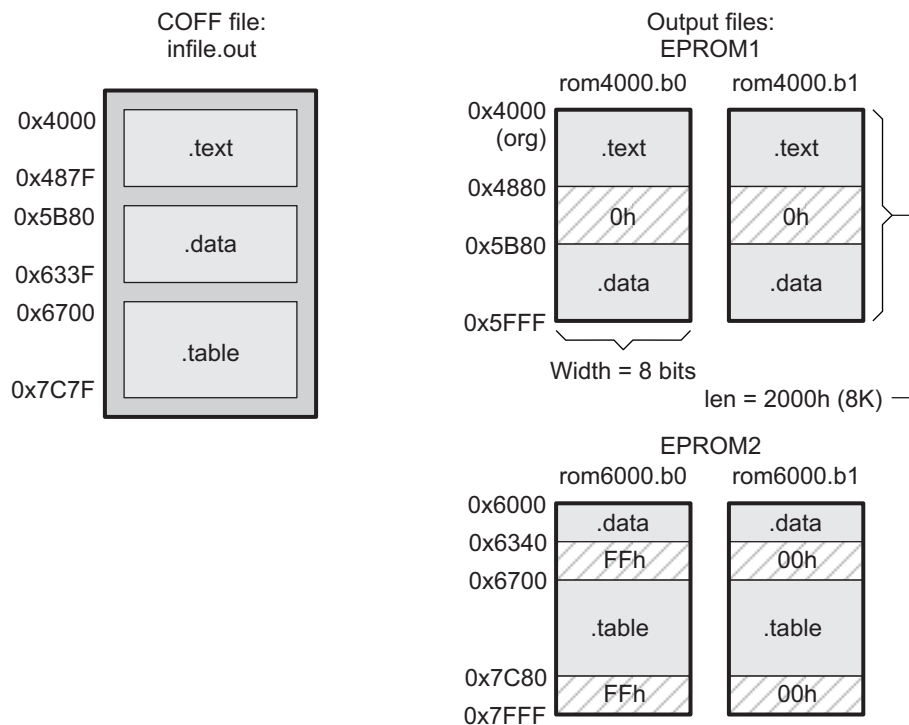 COFF file:
infile.out
0x4000
.text
0x487F
0x5B80
.data
0x633F
0x6700
.table
0x7C7F
Output files:
EPROM1
rom4000.b0 rom4000.b1
0x4000
(org)
.text .text
0x4880
0h 0h
0x5B80
.data .data
0x5FFF
Width = 8 bits
len = 2000h (8K)
EPROM2
rom6000.b0 rom6000.b1
0x6000
.data .data
0x6340
FFh 00h
0x6700
.table .table
0x7C80
FFh 00h
0x7FFF